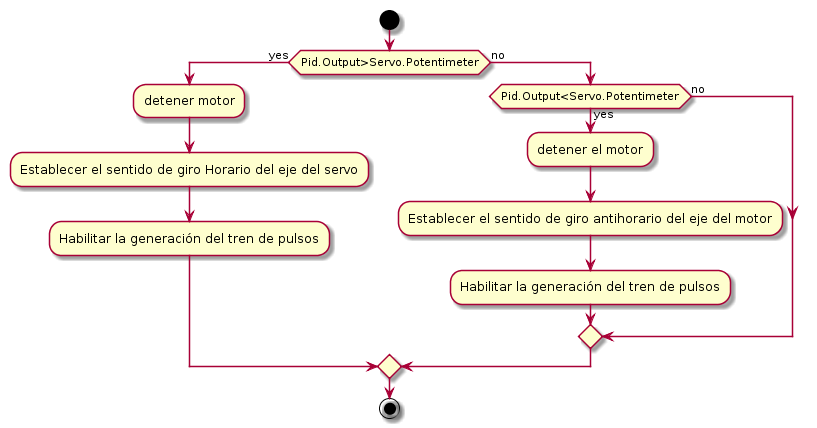 yes
Pid.Output>Servo.Potentimeter
no
detener motor
Establecer el sentido de giro Horario del eje del servo
Habilitar la generación del tren de pulsos
Pid.Output<Servo.Potentimeter
no
yes
detener el motor
Establecer el sentido de giro antihorario del eje del motor
Habilitar la generación del tren de pulsos